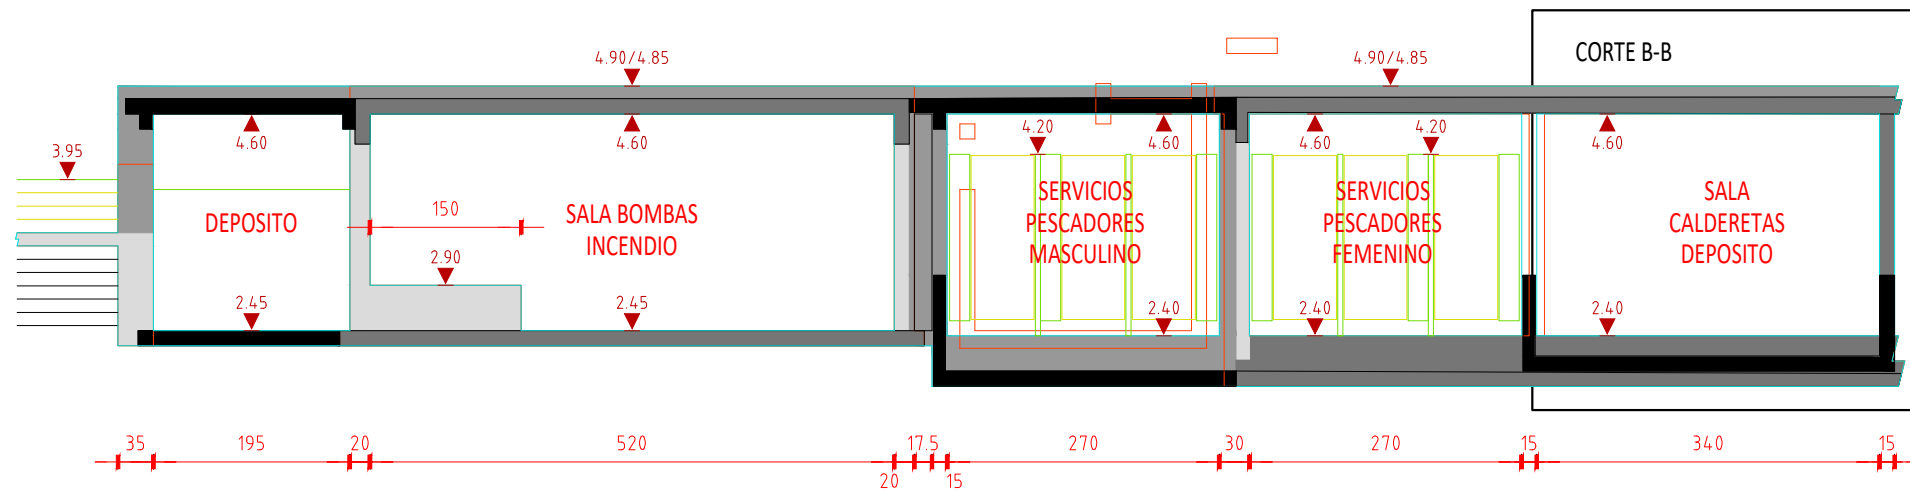 CORTE B-B
4.90/4.85
4.90/4.85
4.60
4.60
4.20
4.60
4.60
4.20
4.60
3.95
DEPOSITO
150
SALA BOMBAS
INCENDIO
SERVICIOS
PESCADORES
MASCULINO
SERVICIOS
PESCADORES
FEMENINO
SALA
CALDERETAS
DEPOSITO
2.90
2.45
2.45
2.40
2.40
2.40
35
195
20
520
20
17.5
15
270
30
270
15
340
15